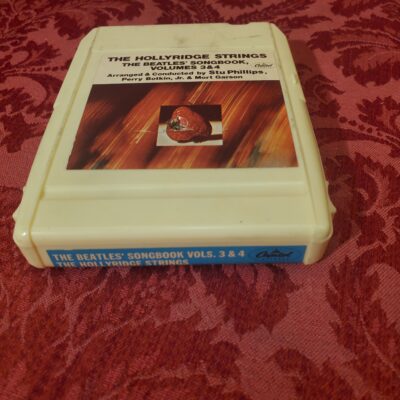 THE HOLLYRIDGE STRINGS
THE BEATLES' SONGBOOK,
VOLUMES 3&4
Capitol
Arranged & Conducted by Stu Phillips,
Perry Botkin, Jr. & Mort Garson
THE BEATLES' SONGBOOK VOLS. 3 & 4
THE HOLLYRIDGE STRINGS
Capitol